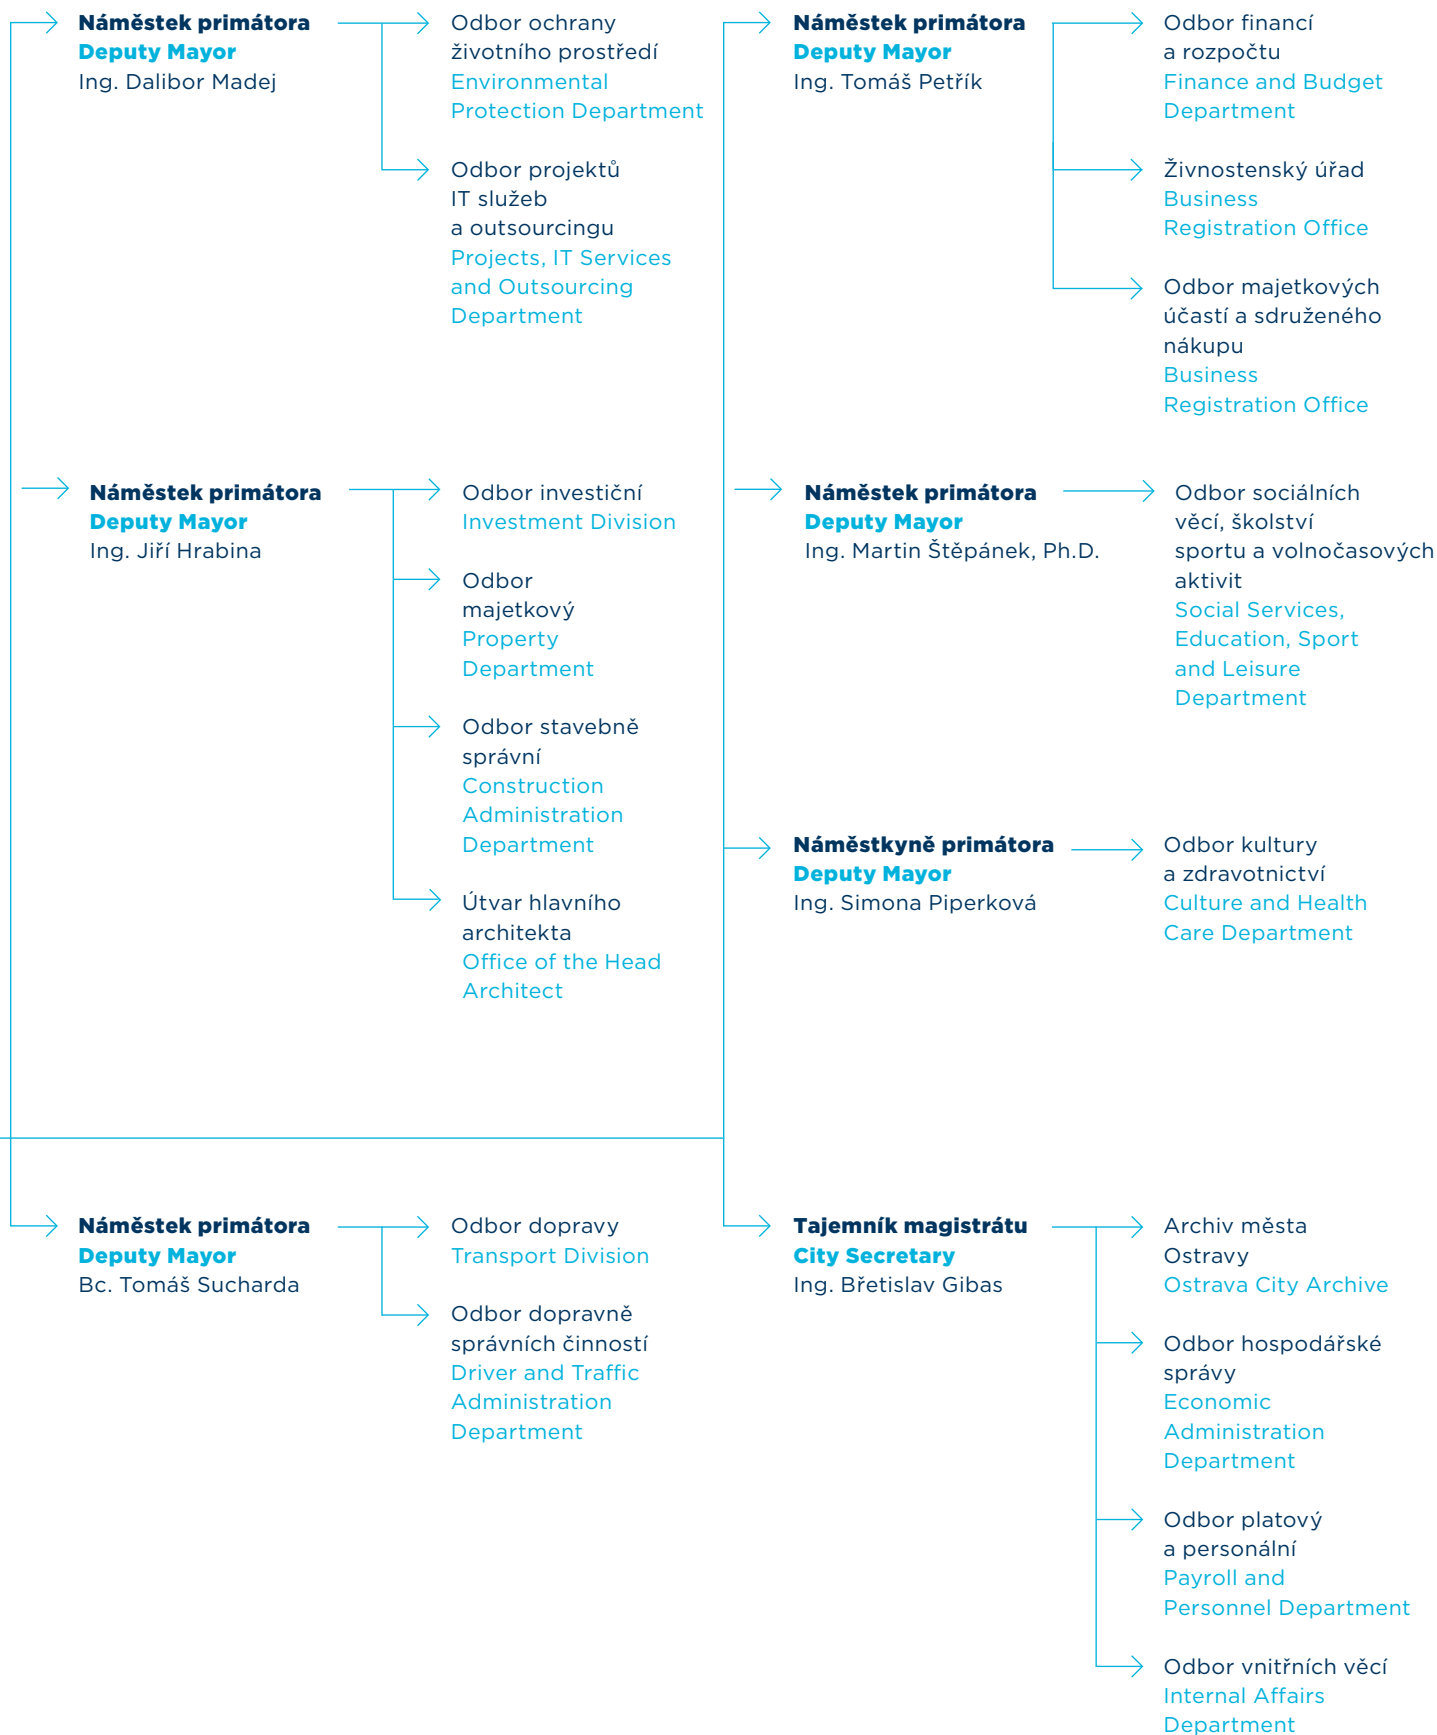 Náměstek primátora
Deputy Mayor
Ing. Dalibor Madej
Odbor ochrany
životního prostředí
Environmental
Protection Department
Odbor projektů
IT služeb
a outsourcingu
Projects, IT Services
and Outsourcing
Department
Náměstek primátora
Deputy Mayor
Ing. Jiří Hrabina
Odbor investiční
Investment Division
Odbor
majetkový
Property
Department
Odbor stavebně
správní
Construction
Administration
Department
Útvar hlavního
architekta
Office of the Head
Architect
Náměstek primátora
Deputy Mayor
Bc. Tomáš Sucharda
Odbor dopravy
Transport Division
Odbor dopravně
správních činností
Driver and Traffic
Administration
Department
Náměstek primátora
Deputy Mayor
Ing. Tomáš Petřík
Odbor financí
a rozpočtu
Finance and Budget
Department
Živnostenský úřad
Business
Registration Office
Odbor majetkových
účastí a sdruženého
nákupu
Business
Registration Office
Náměstek primátora
Deputy Mayor
Ing. Martin Štěpánek, Ph.D.
Odbor sociálních
věcí, školství
sportu a volnočasových
aktivit
Social Services,
Education, Sport
and Leisure
Department
Náměstkyně primátora
Deputy Mayor
Ing. Simona Piperková
Odbor kultury
a zdravotnictví
Culture and Health
Care Department
Tajemník magistrátu
City Secretary
Ing. Břetislav Gibas
Archiv města
Ostravy
Ostrava City Archive
Odbor hospodářské
správy
Economic
Administration
Department
Odbor platový
a personální
Payroll and
Personnel Department
Odbor vnitřních věcí
Internal Affairs
Department